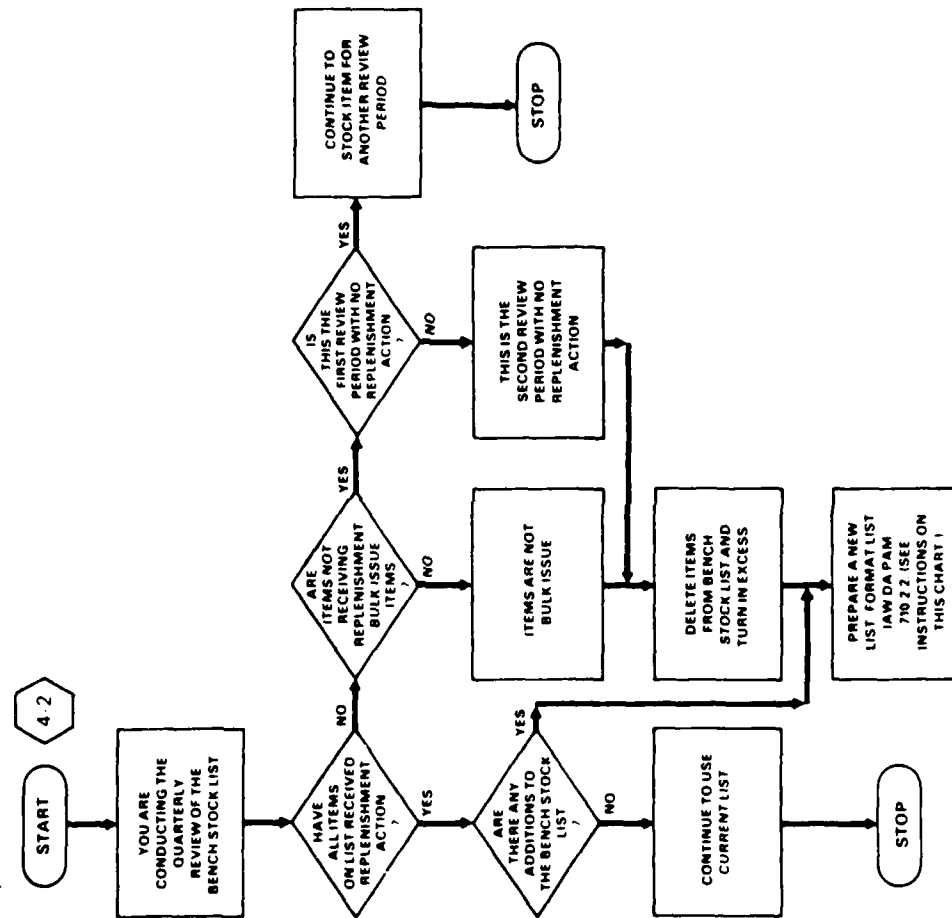 START
4-2
YOU ARE
CONDUCTING THE
QUARTERLY
REVIEW OF THE
BENCH STOCK LIST
HAVE
ALL ITEMS
ON LIST RECEIVED
REPLENISHMENT
ACTION
?
NO
YES
ARE
ITEMS NOT
RECEIVING
REPLENISHMENT
BULK ISSUE
ITEMS
?
YES
NO
IS
THIS THE
FIRST REVIEW
PERIOD WITH NO
REPLENISHMENT
ACTION
?
YES
NO
CONTINUE TO
STOCK ITEM FOR
ANOTHER REVIEW
PERIOD
STOP
ARE
THERE ANY
ADDITIONS TO
THE BENCH STOCK
LIST
?
YES
NO
ITEMS ARE NOT
BULK ISSUE
THIS IS THE
SECOND REVIEW
PERIOD WITH NO
REPLENISHMENT
ACTION
CONTINUE TO USE
CURRENT LIST
DELETE ITEMS
FROM BENCH
STOCK LIST AND
TURN IN EXCESS
STOP
PREPARE A NEW
LIST FORMAT LIST
IAW DA PAM
710 2 2 (SEE
INSTRUCTIONS ON
THIS CHART)